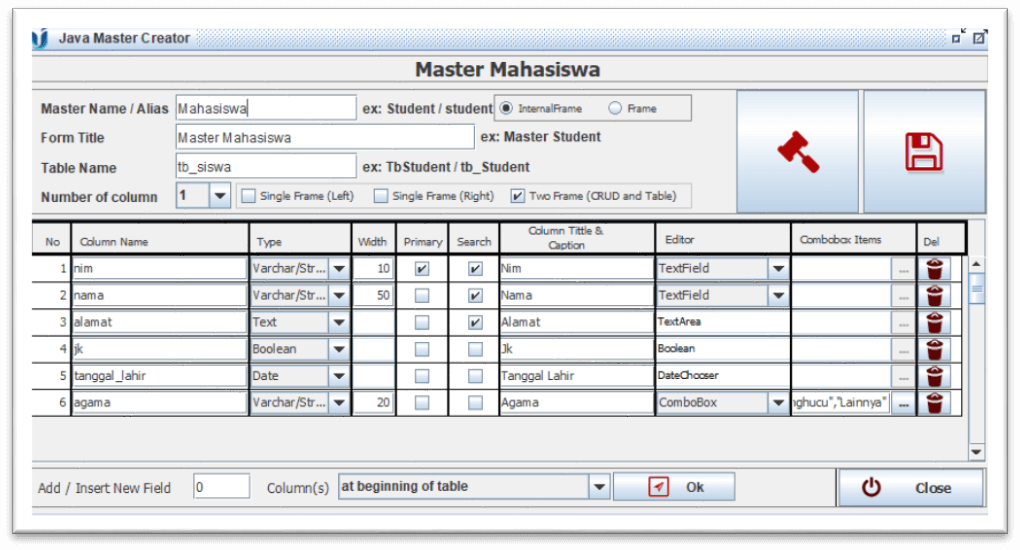 Java Master Creator
Master Mahasiswa
Master Name / Alias Mahasiswa ex: Student / student InternalFrame Frame
Form Title Master Mahasiswa ex: Master Student
Table Name tb_siswa ex: TbStudent / tb_Student
Number of column 1 Single Frame (Left) Single Frame (Right) Two Frame (CRUD and Table)
No Column Name Type Width Primary Search Column Tittle & Caption Editor Combobox Items Del
1 nim Varchar/Str... 10 Nim TextField ...
2 nama Varchar/Str... 50 Nama TextField ...
3 alamat Text Alamat TextArea ...
4 jk Boolean Jk Boolean ...
5 tanggal_lahir Date Tanggal Lahir DateChooser ...
6 agama Varchar/Str... 20 Agama ComboBox nghucu","Lainnya" ...
Add / Insert New Field 0 Column(s) at beginning of table Ok Close